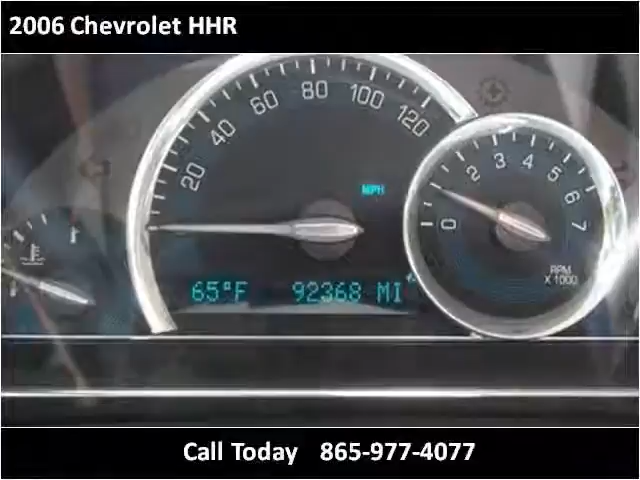 2006 Chevrolet HHR
20 40 60 80 100 120
MPH
0 2 3 4 5 6 7
RPM
X 1000
65°F 92368 MI
Call Today 865-977-4077